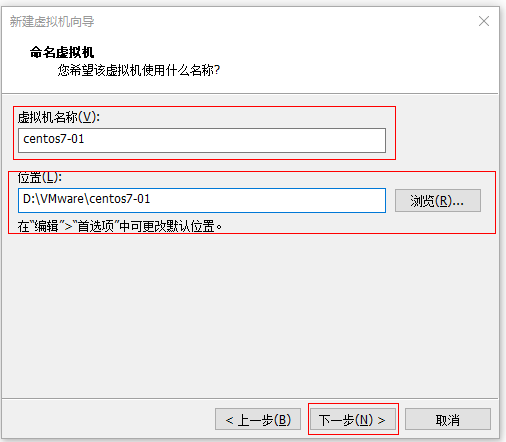 新建虚拟机向导
命名虚拟机
您希望该虚拟机使用什么名称?
虚拟机名称(V):
centos7-01
位置(L):
D:\VMware\centos7-01
浏览(R)...
在“编辑”>“首选项”中可更改默认位置。
< 上一步(B) 下一步(N) > 取消